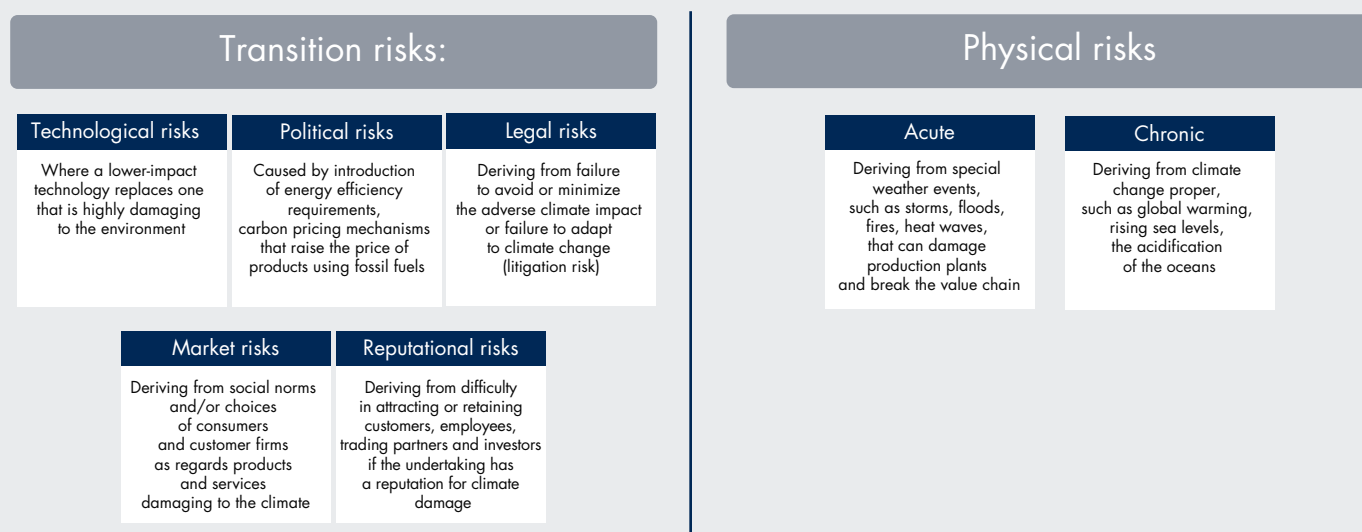 Transition risks:
Technological risks
Where a lower-impact
technology replaces one
that is highly damaging
to the environment
Political risks
Caused by introduction
of energy efficiency
requirements,
carbon pricing mechanisms
that raise the price of
products using fossil fuels
Legal risks
Deriving from failure
to avoid or minimize
the adverse climate impact
or failure to adapt
to climate change
(litigation risk)
Market risks
Deriving from social norms
and/or choices
of consumers
and customer firms
as regards products
and services
damaging to the climate
Reputational risks
Deriving from difficulty
in attracting or retaining
customers, employees,
trading partners and investors
if the undertaking has
a reputation for climate
damage
Physical risks
Acute
Deriving from special
weather events,
such as storms, floods,
fires, heat waves,
that can damage
production plants
and break the value chain
Chronic
Deriving from climate
change proper,
such as global warming,
rising sea levels,
the acidification
of the oceans